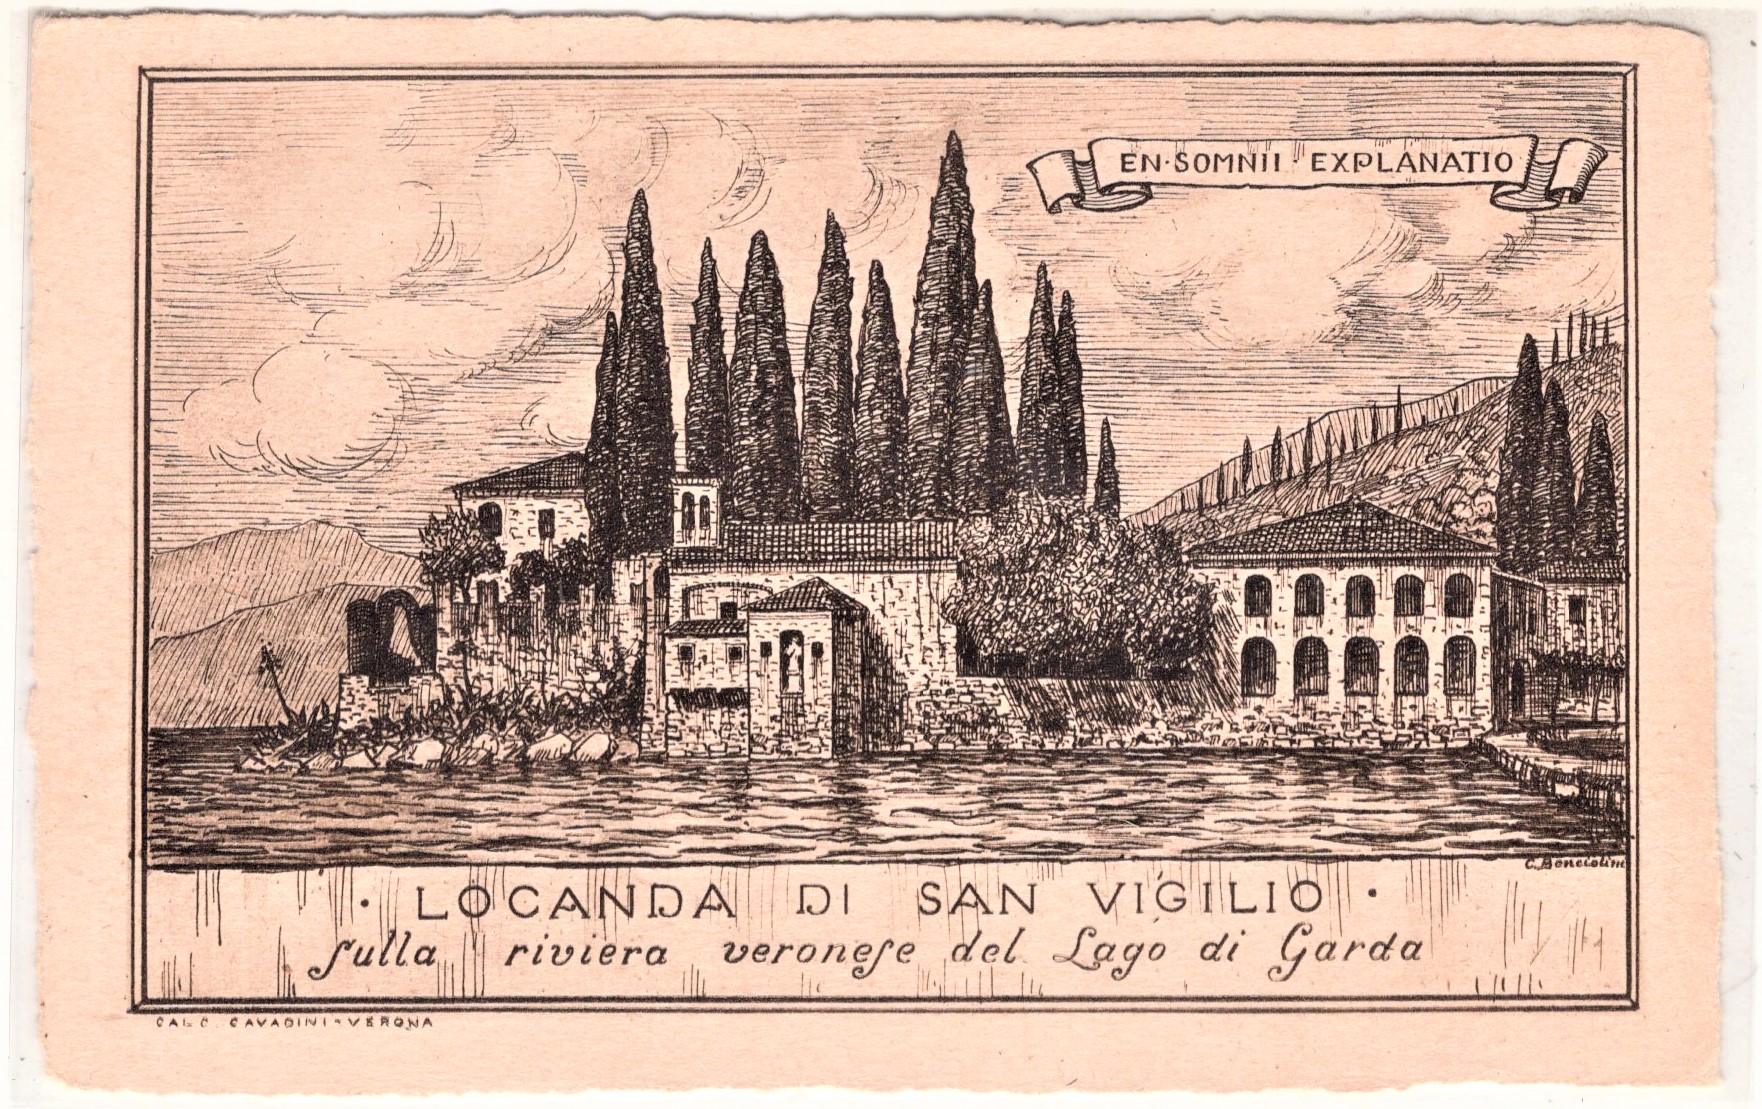 EN·SOMNII·EXPLANATIO
C. Bonciolini
· LOCANDA DI SAN VIGILIO ·
ſulla riviera veroneſe del Lago di Garda
CALC. CAVADINI - VERONA